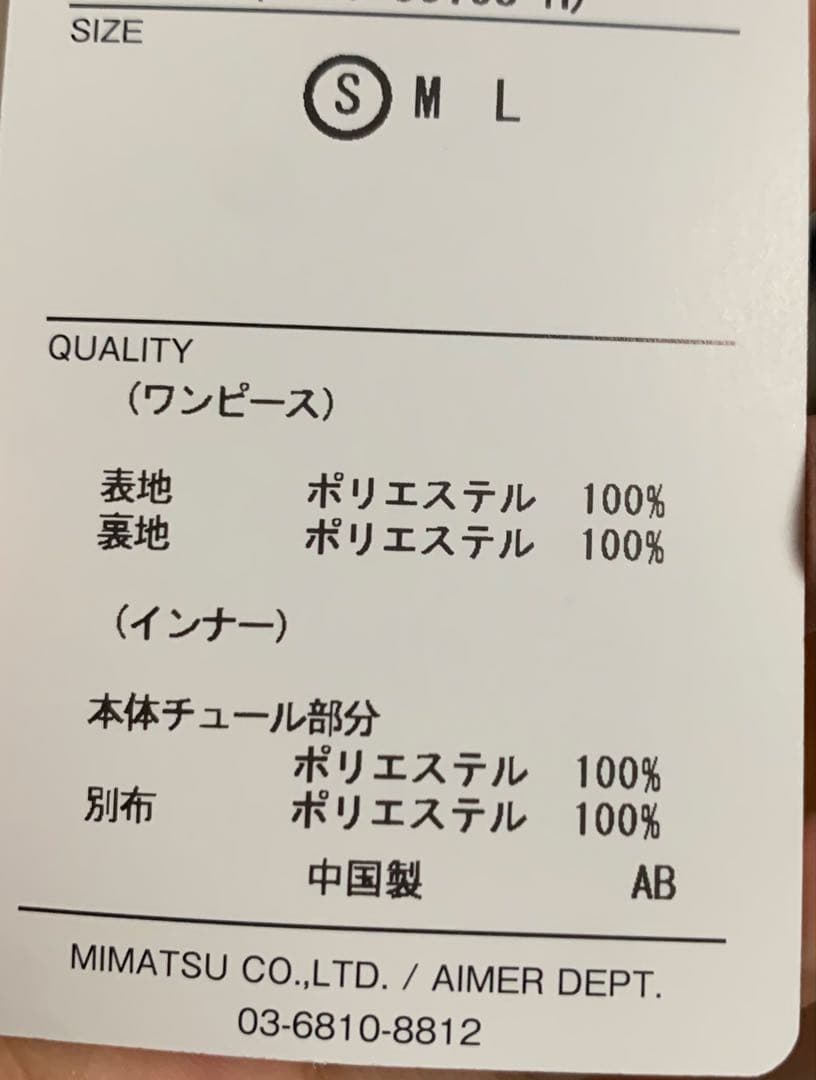 SIZE
S M L
QUALITY
(ワンピース)
表地 ポリエステル 100%
裏地 ポリエステル 100%
(インナー)
本体チュール部分
ポリエステル 100%
別布 ポリエステル 100%
中国製 AB
MIMATSU CO.,LTD. / AIMER DEPT.
03-6810-8812